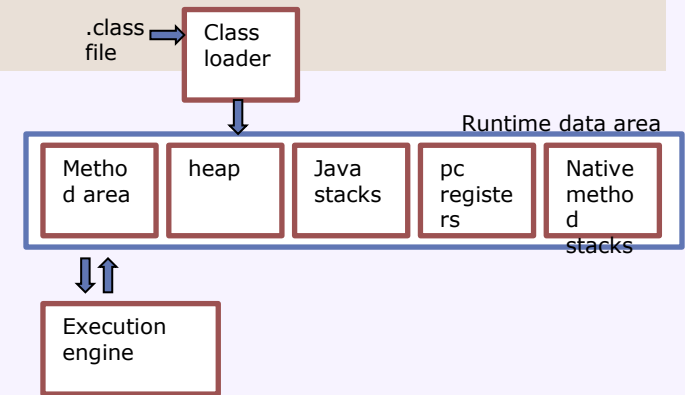 .class
file
Class
loader
Runtime data area
Metho
d area
heap
Java
stacks
pc
registe
rs
Native
metho
d
stacks
Execution
engine